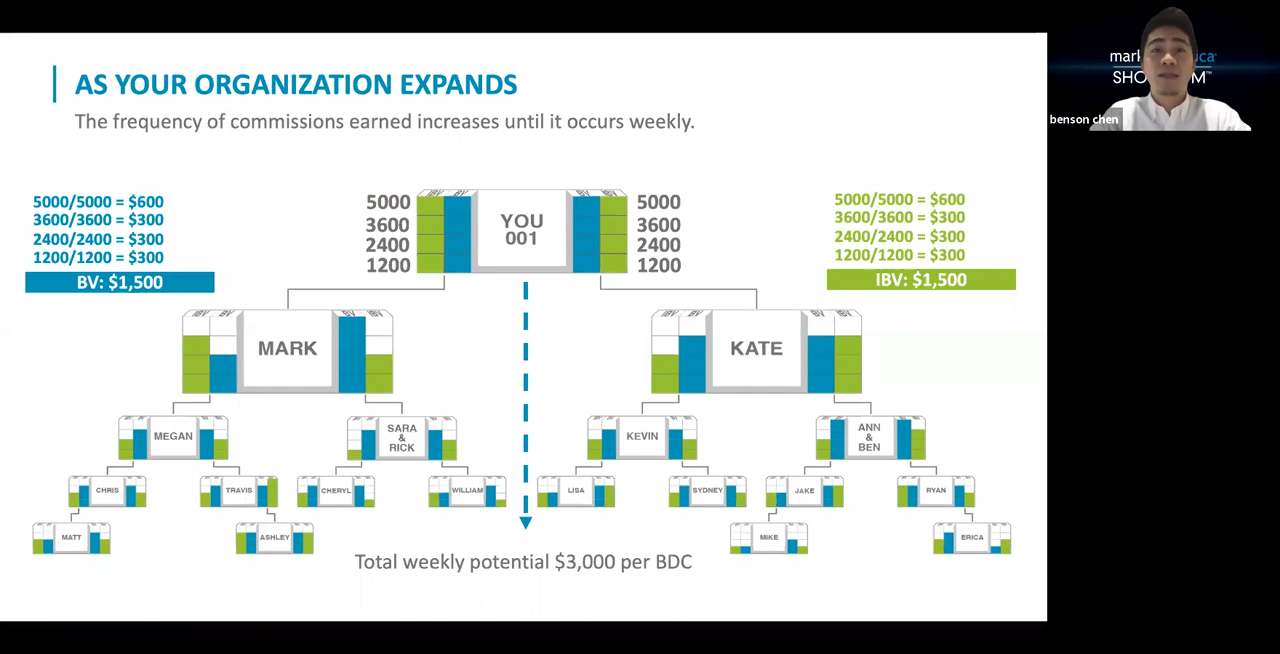 AS YOUR ORGANIZATION EXPANDS
The frequency of commissions earned increases until it occurs weekly.
5000/5000 = $600
3600/3600 = $300
2400/2400 = $300
1200/1200 = $300
BV: $1,500
5000
3600
2400
1200
YOU
001
5000
3600
2400
1200
5000/5000 = $600
3600/3600 = $300
2400/2400 = $300
1200/1200 = $300
IBV: $1,500
MARK
KATE
MEGAN
SARA
&
RICK
KEVIN
ANN
&
BEN
CHRIS
TRAVIS
CHERYL
WILLIAM
LISA
SYDNEY
JAKE
RYAN
MATT
ASHLEY
MIKE
ERICA
Total weekly potential $3,000 per BDC
benson chen